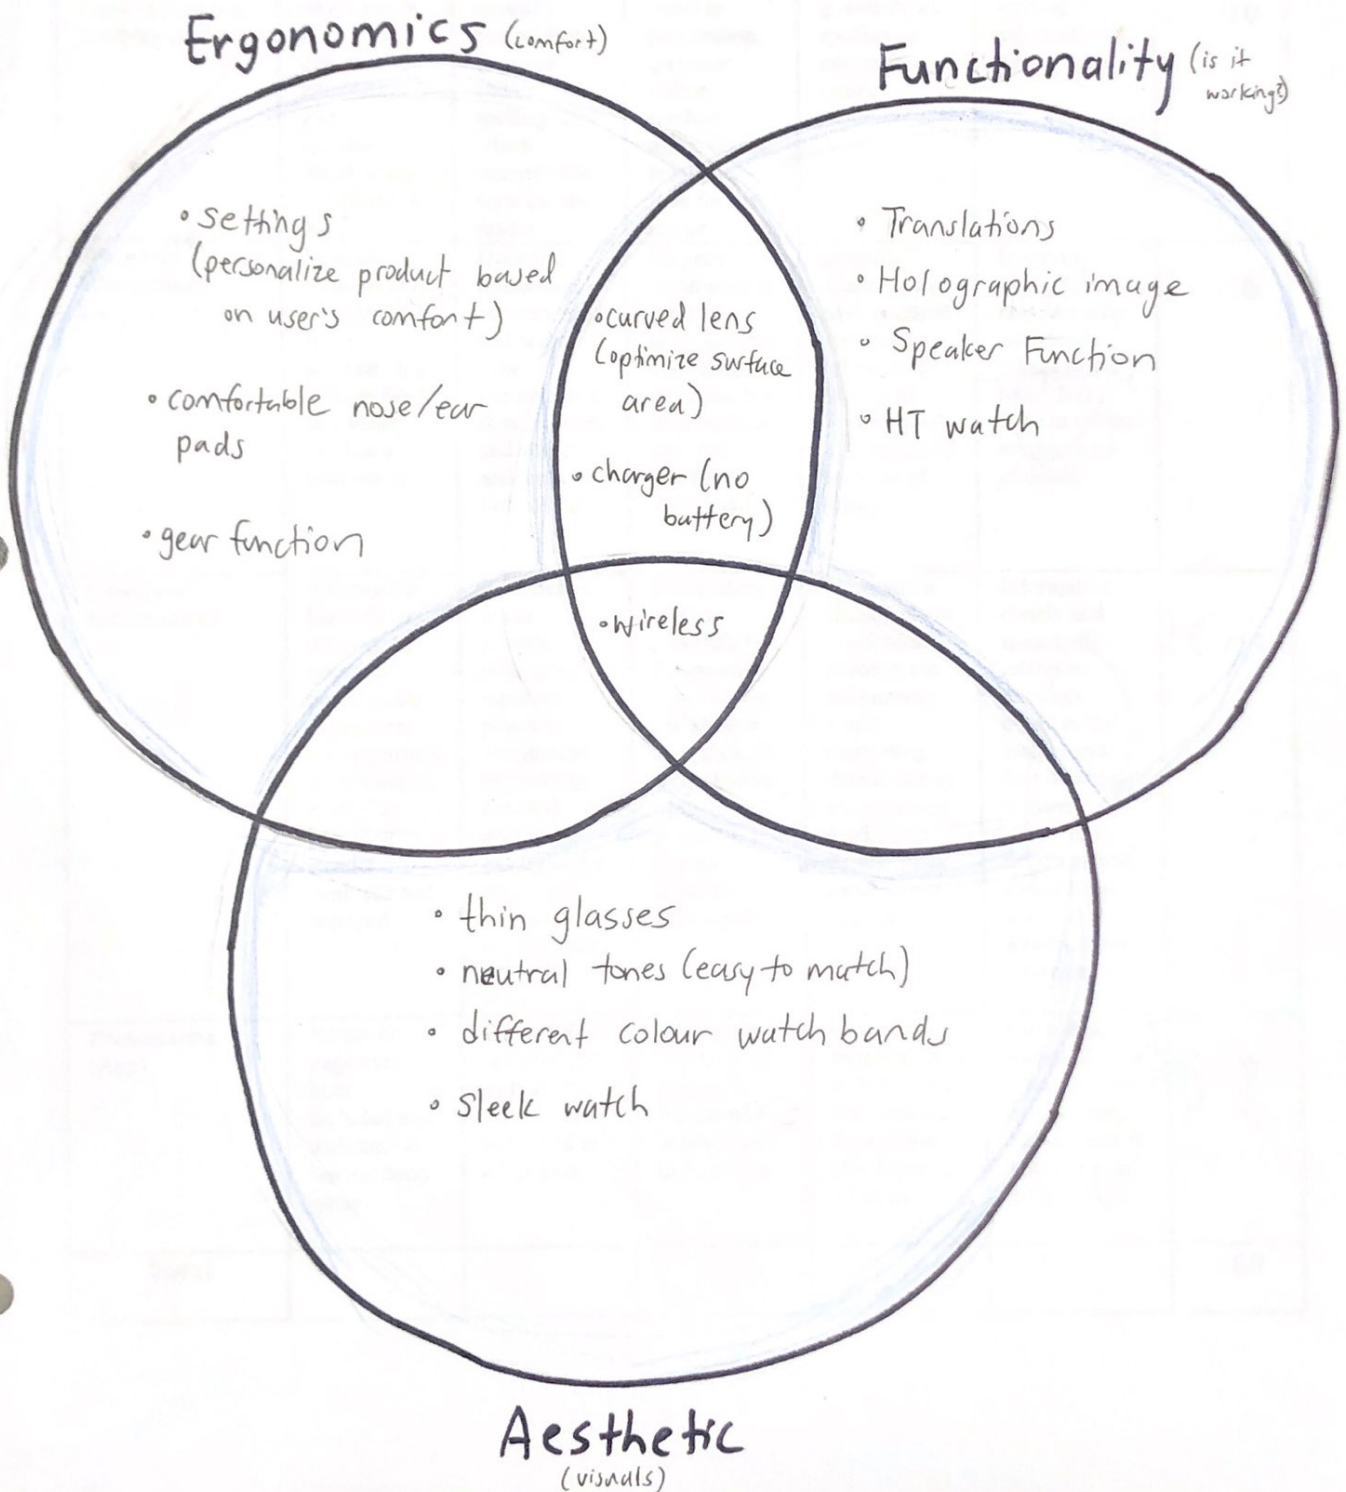 Ergonomics (comfort)
Functionality (is it
working?)
• settings
(personalize product based
on user's comfort)
• comfortable nose/ear
pads
• gear function
• curved lens
(optimize surface
area)
• charger (no
battery)
• Translations
• Holographic image
• Speaker Function
• HT watch
• wireless
• thin glasses
• neutral tones (easy to match)
• different colour watch bands
• sleek watch
Aesthetic
(visuals)